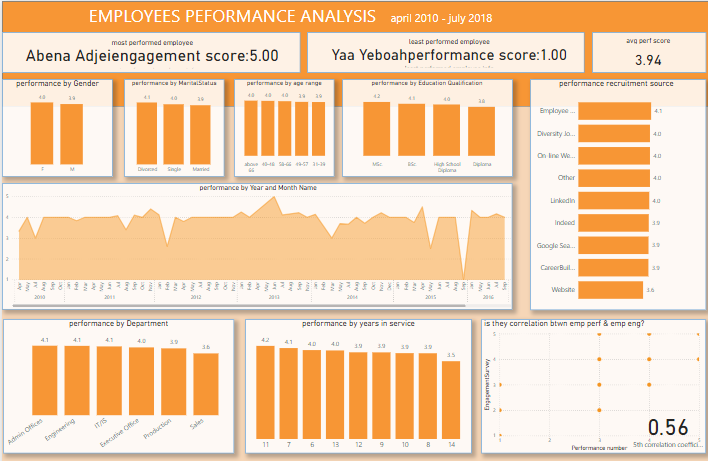 EMPLOYEES PEFORMANCE ANALYSIS april 2010 - july 2018
most performed employee
Abena Adjeiengagement score:5.00
least performed employee
Yaa Yeboahperformance score:1.00
avg perf score
3.94
performance by Gender
4.0 3.9
F M
performance by MaritalStatus
4.1 4.0 3.9
Divorced Single Married
performance by age range
4.0 4.0 4.0 3.9 3.9
above 66 40-48 58-66 49-57 31-39
performance by Education Qualification
4.2 4.1 4.0 3.8
MSc BSc High School Diploma Diploma
performance recruitment source
Employee ... 4.1
Diversity Jo... 4.0
On-line We... 4.0
Other 4.0
LinkedIn 4.0
Indeed 3.9
Google Sea... 3.9
CareerBuil... 3.9
Website 3.6
performance by Year and Month Name
5
4
3
2
1
2010 2011 2012 2013 2014 2015 2016
performance by Department
4.1 4.1 4.1 4.0 3.9 3.6
Admin Offices Engineering IT/IS Executive Office Production Sales
performance by years in service
4.2 4.1 4.0 4.0 3.9 3.9 3.9 3.9 3.5
11 7 6 13 12 9 10 8 14
is they correlation btwn emp perf & emp eng?
EngagementSurvey
5
4
3
2
1
1 3 4 5
Performance number
0.56
5th correlation coeffici...